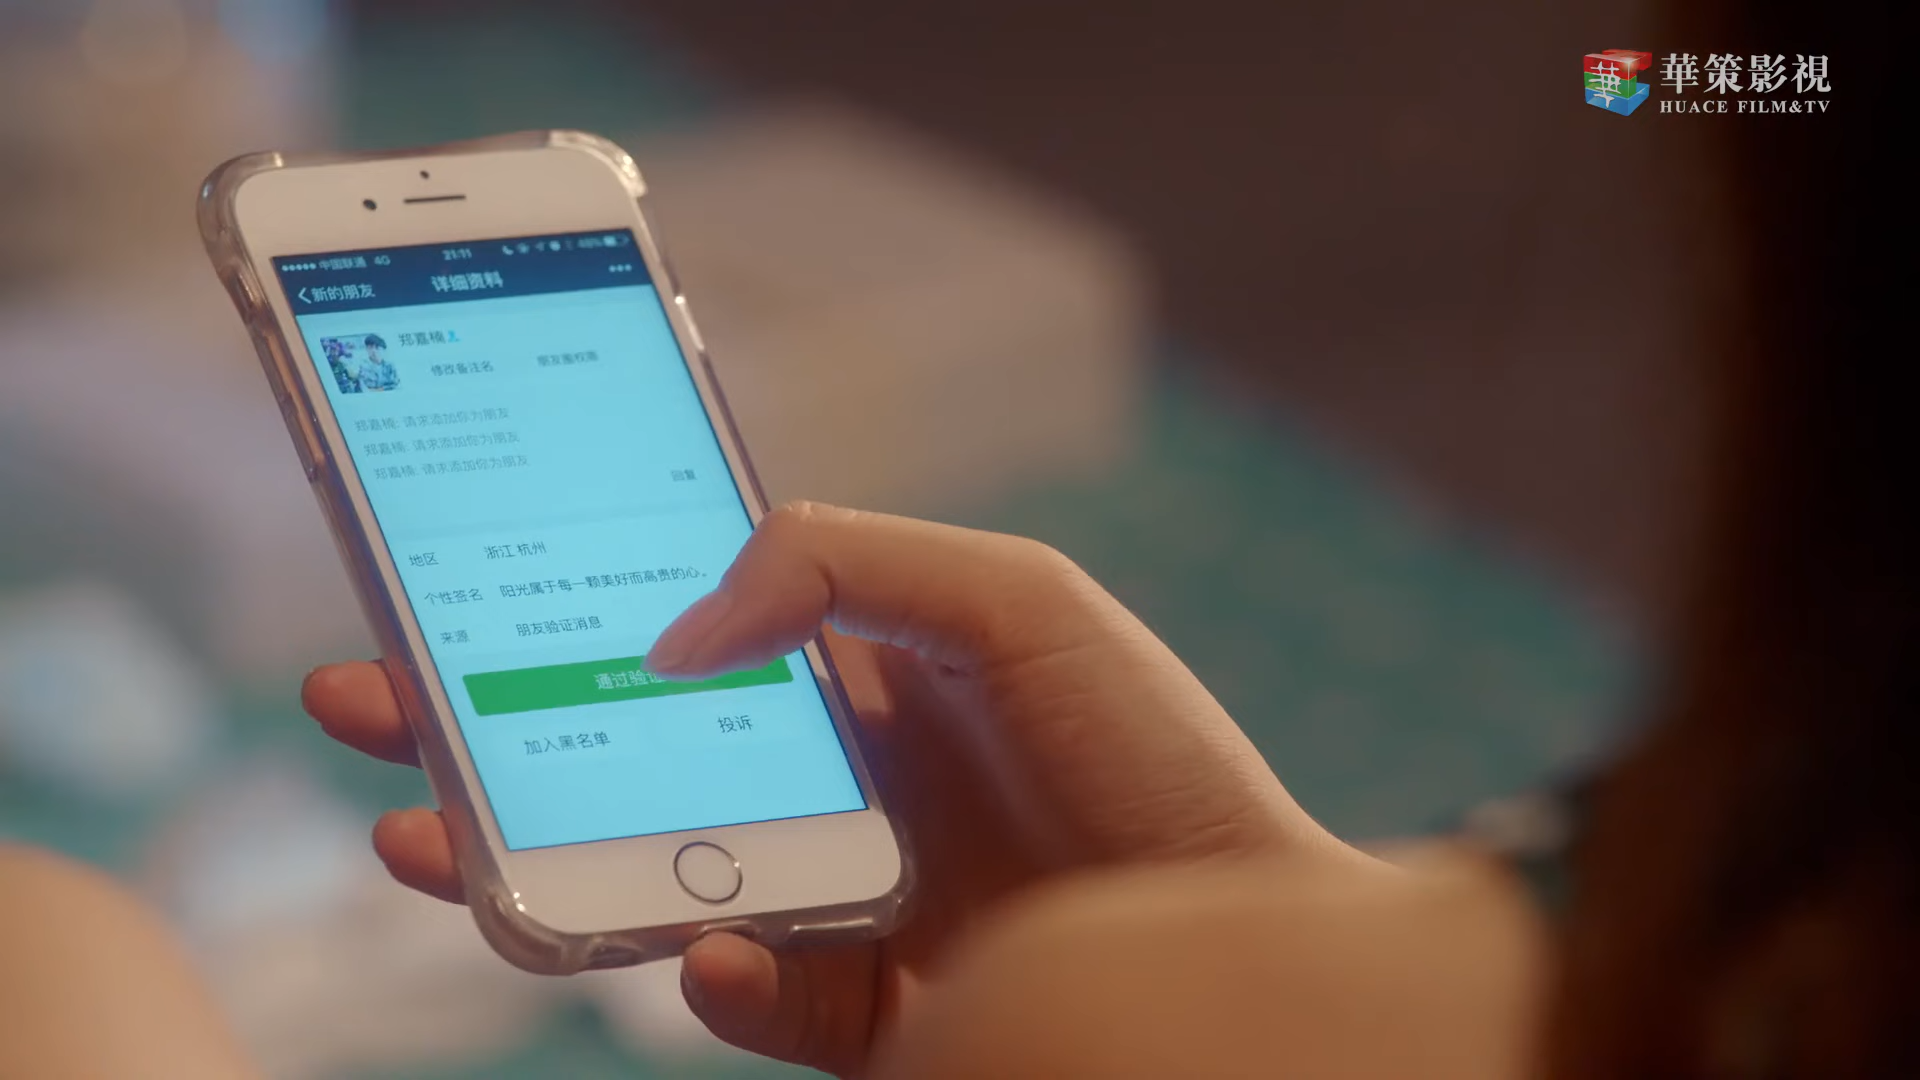 華策影視
HUACE FILM&TV
中国联通 4G 21:11 48%
新的朋友 详细资料
郑嘉楠
修改备注名 朋友圈权限
郑嘉楠: 请求添加你为朋友
郑嘉楠: 请求添加你为朋友
郑嘉楠: 请求添加你为朋友
回复
地区 浙江 杭州
个性签名 阳光属于每一颗美好而高贵的心。
来源 朋友验证消息
通过验证
加入黑名单 投诉